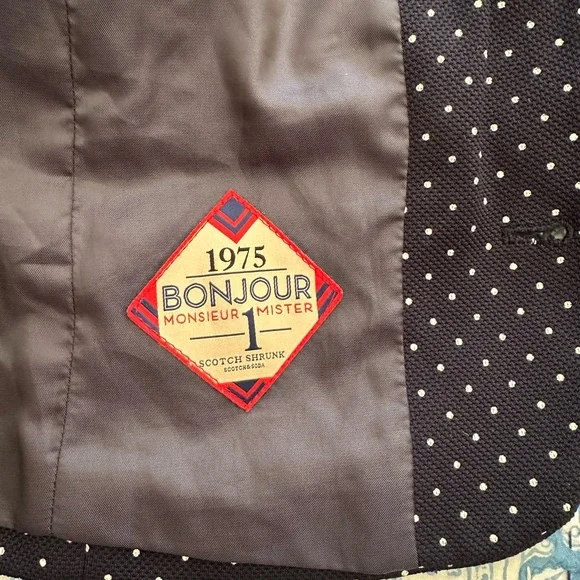 1975
BONJOUR
MONSIEUR MISTER
1
SCOTCH SHRUNK
SCOTCH & SODA